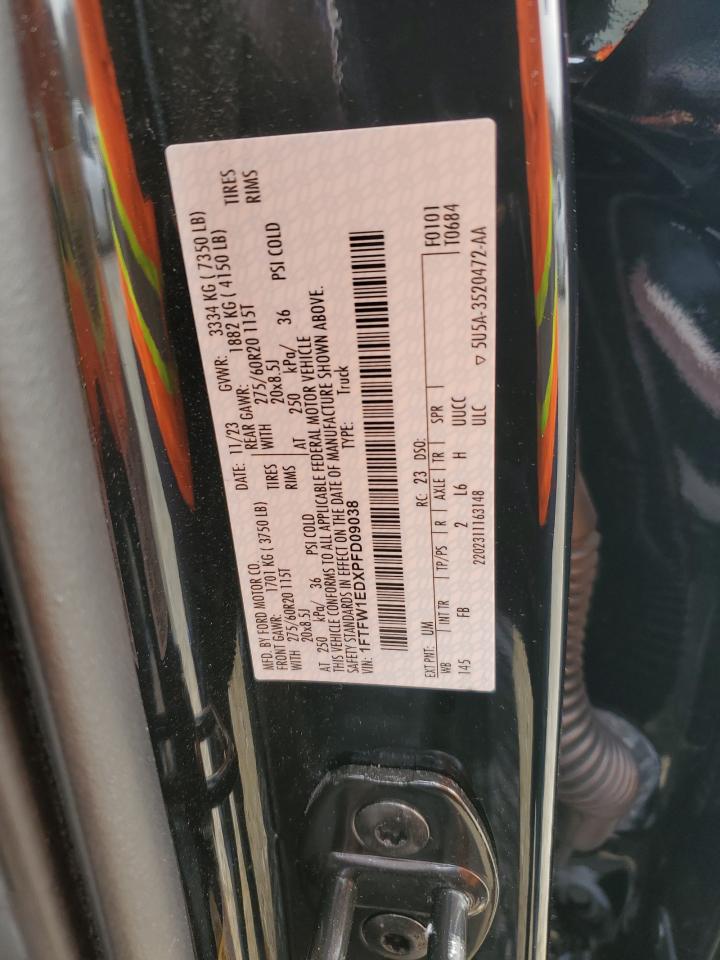 MFD. BY FORD MOTOR CO.
DATE: 11/23
GVWR: 3334 KG ( 7350 LB)
FRONT GAWR: 1701 KG ( 3750 LB)
REAR GAWR: 1882 KG ( 4150 LB)
WITH 275/60R20 115T TIRES
WITH 275/60R20 115T TIRES
20x8.5J RIMS
20x8.5J RIMS
AT 250 kPa/ 36 PSI COLD
AT 250 kPa/ 36 PSI COLD
THIS VEHICLE CONFORMS TO ALL APPLICABLE FEDERAL MOTOR VEHICLE
SAFETY STANDARDS IN EFFECT ON THE DATE OF MANUFACTURE SHOWN ABOVE.
VIN: 1FTFW1EDXPFD09038
TYPE: Truck
F0101
T0684
EXT PNT: UM RC: 23 DSO:
WB INT TR TP/PS R AXLE TR SPR
145 FB 2 L6 H UUCC
2202311163148 ULC ▽ 5U5A-3520472-AA